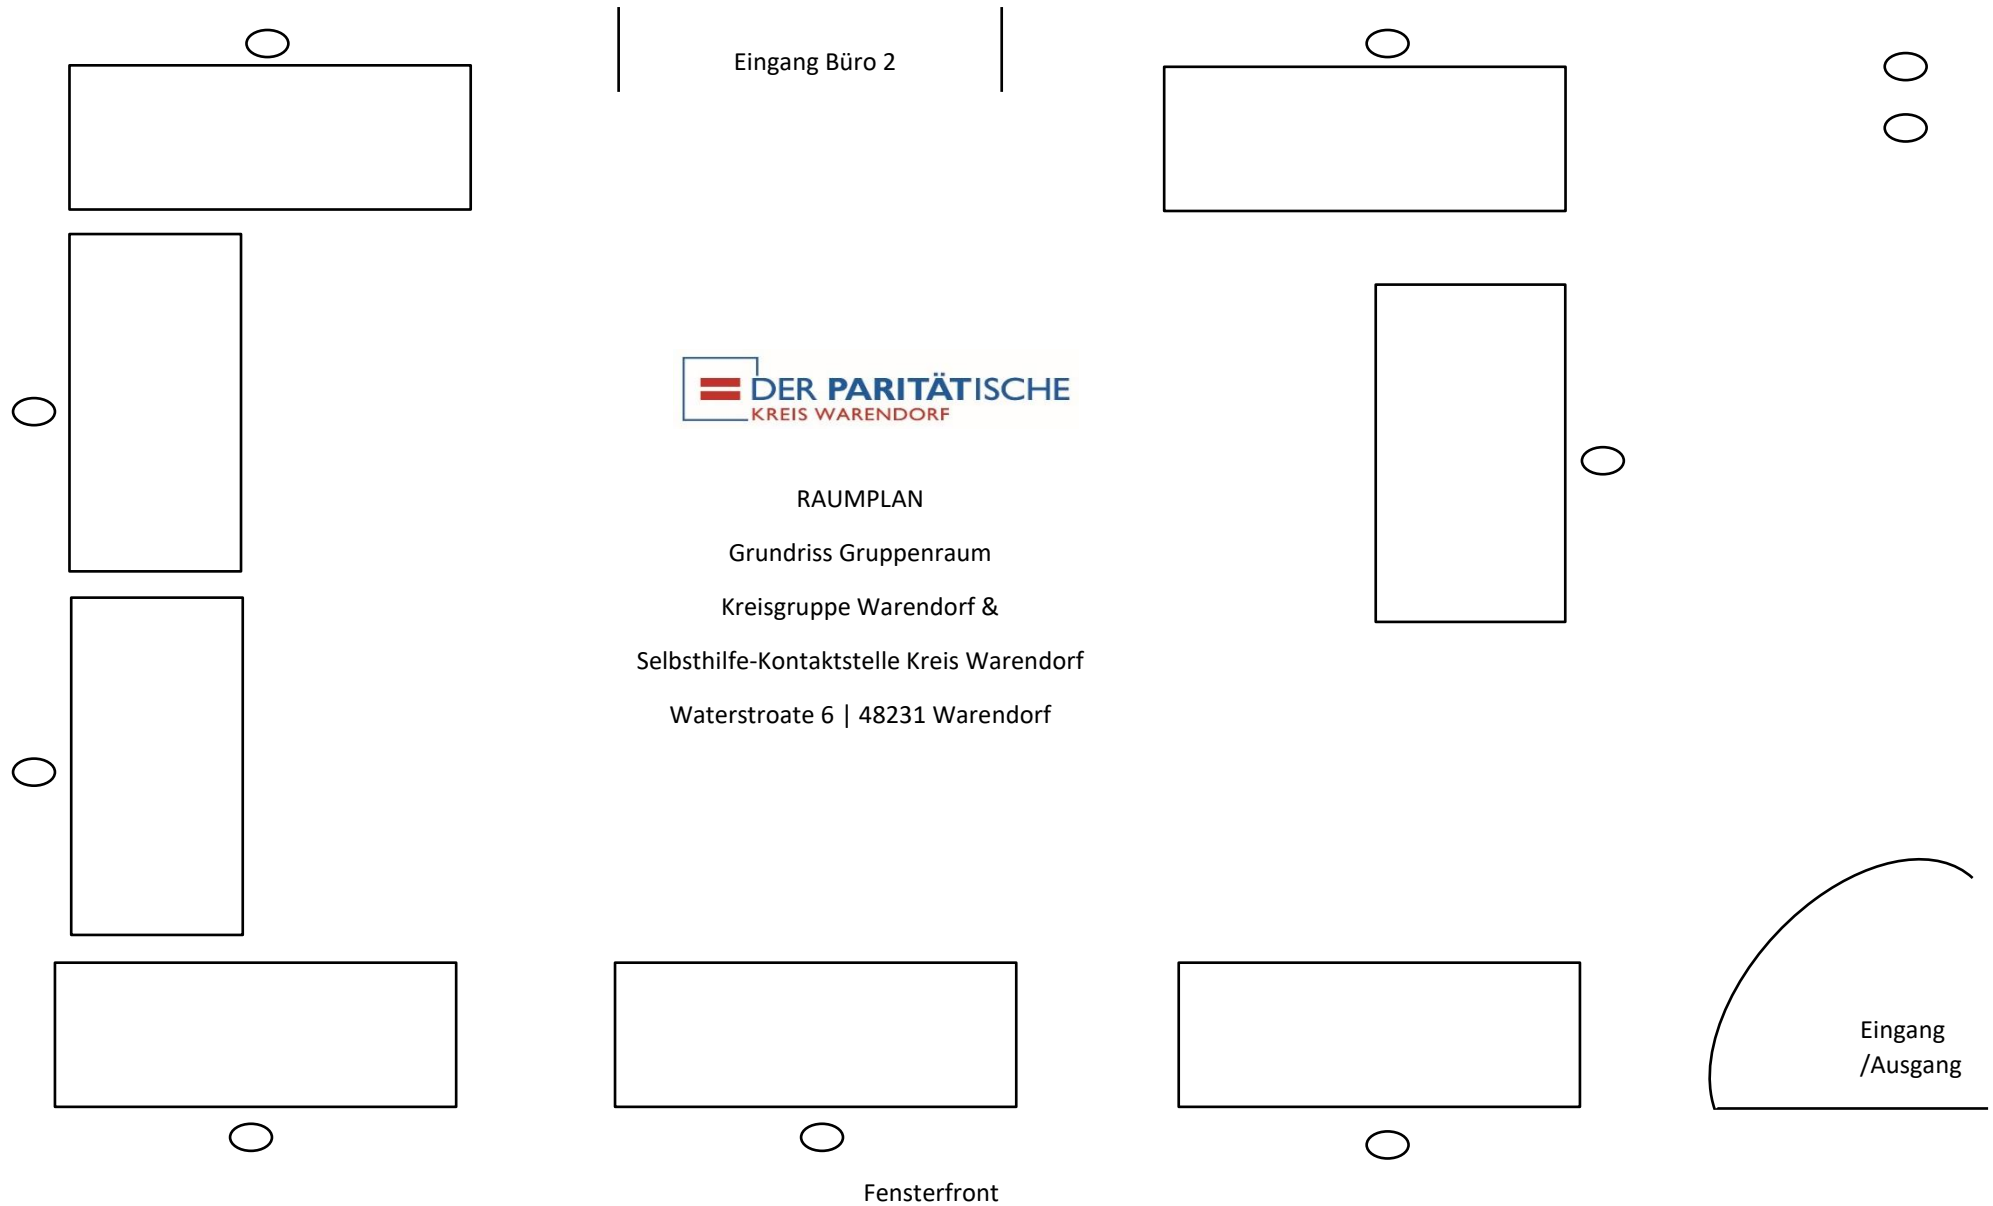 Eingang Büro 2
DER PARITÄTISCHE
KREIS WARENDORF
RAUMPLAN
Grundriss Gruppenraum
Kreisgruppe Warendorf &
Selbsthilfe-Kontaktstelle Kreis Warendorf
Waterstroate 6 | 48231 Warendorf
Eingang
/Ausgang
Fensterfront